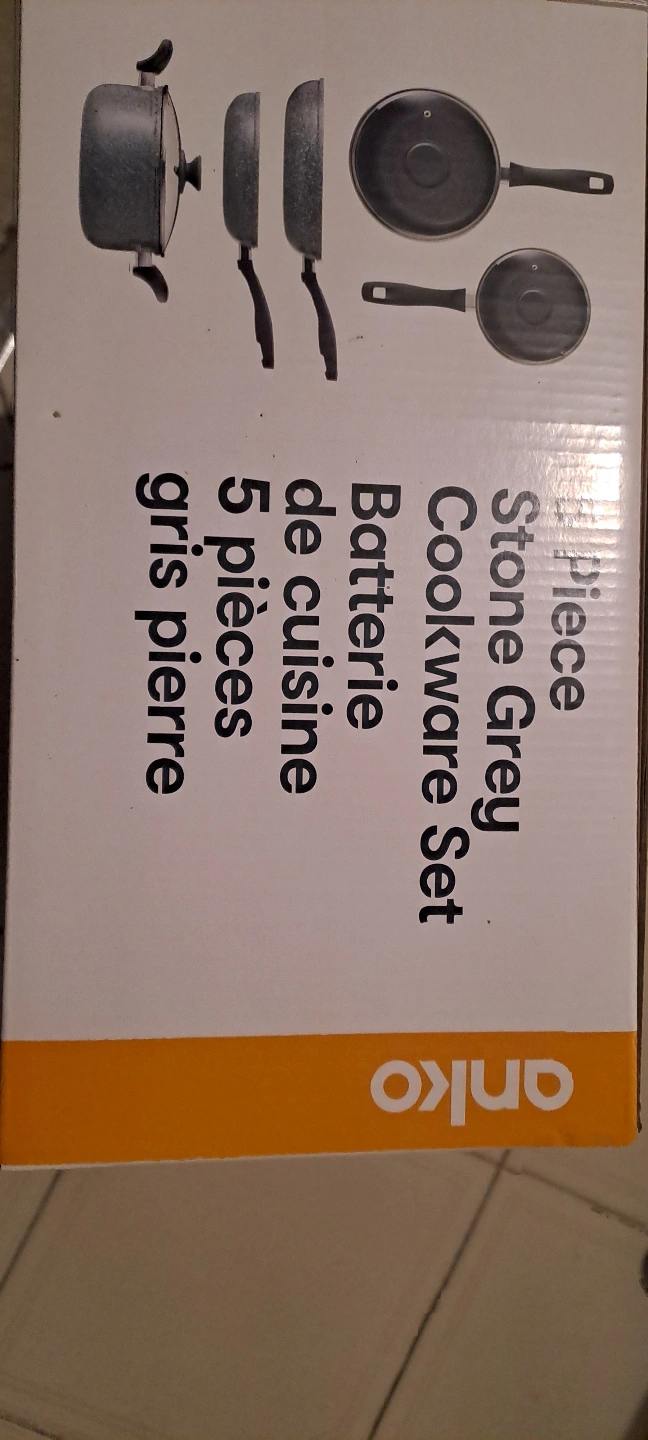 Piece
Stone Grey
Cookware Set
Batterie
de cuisine
5 pièces
gris pierre
anko